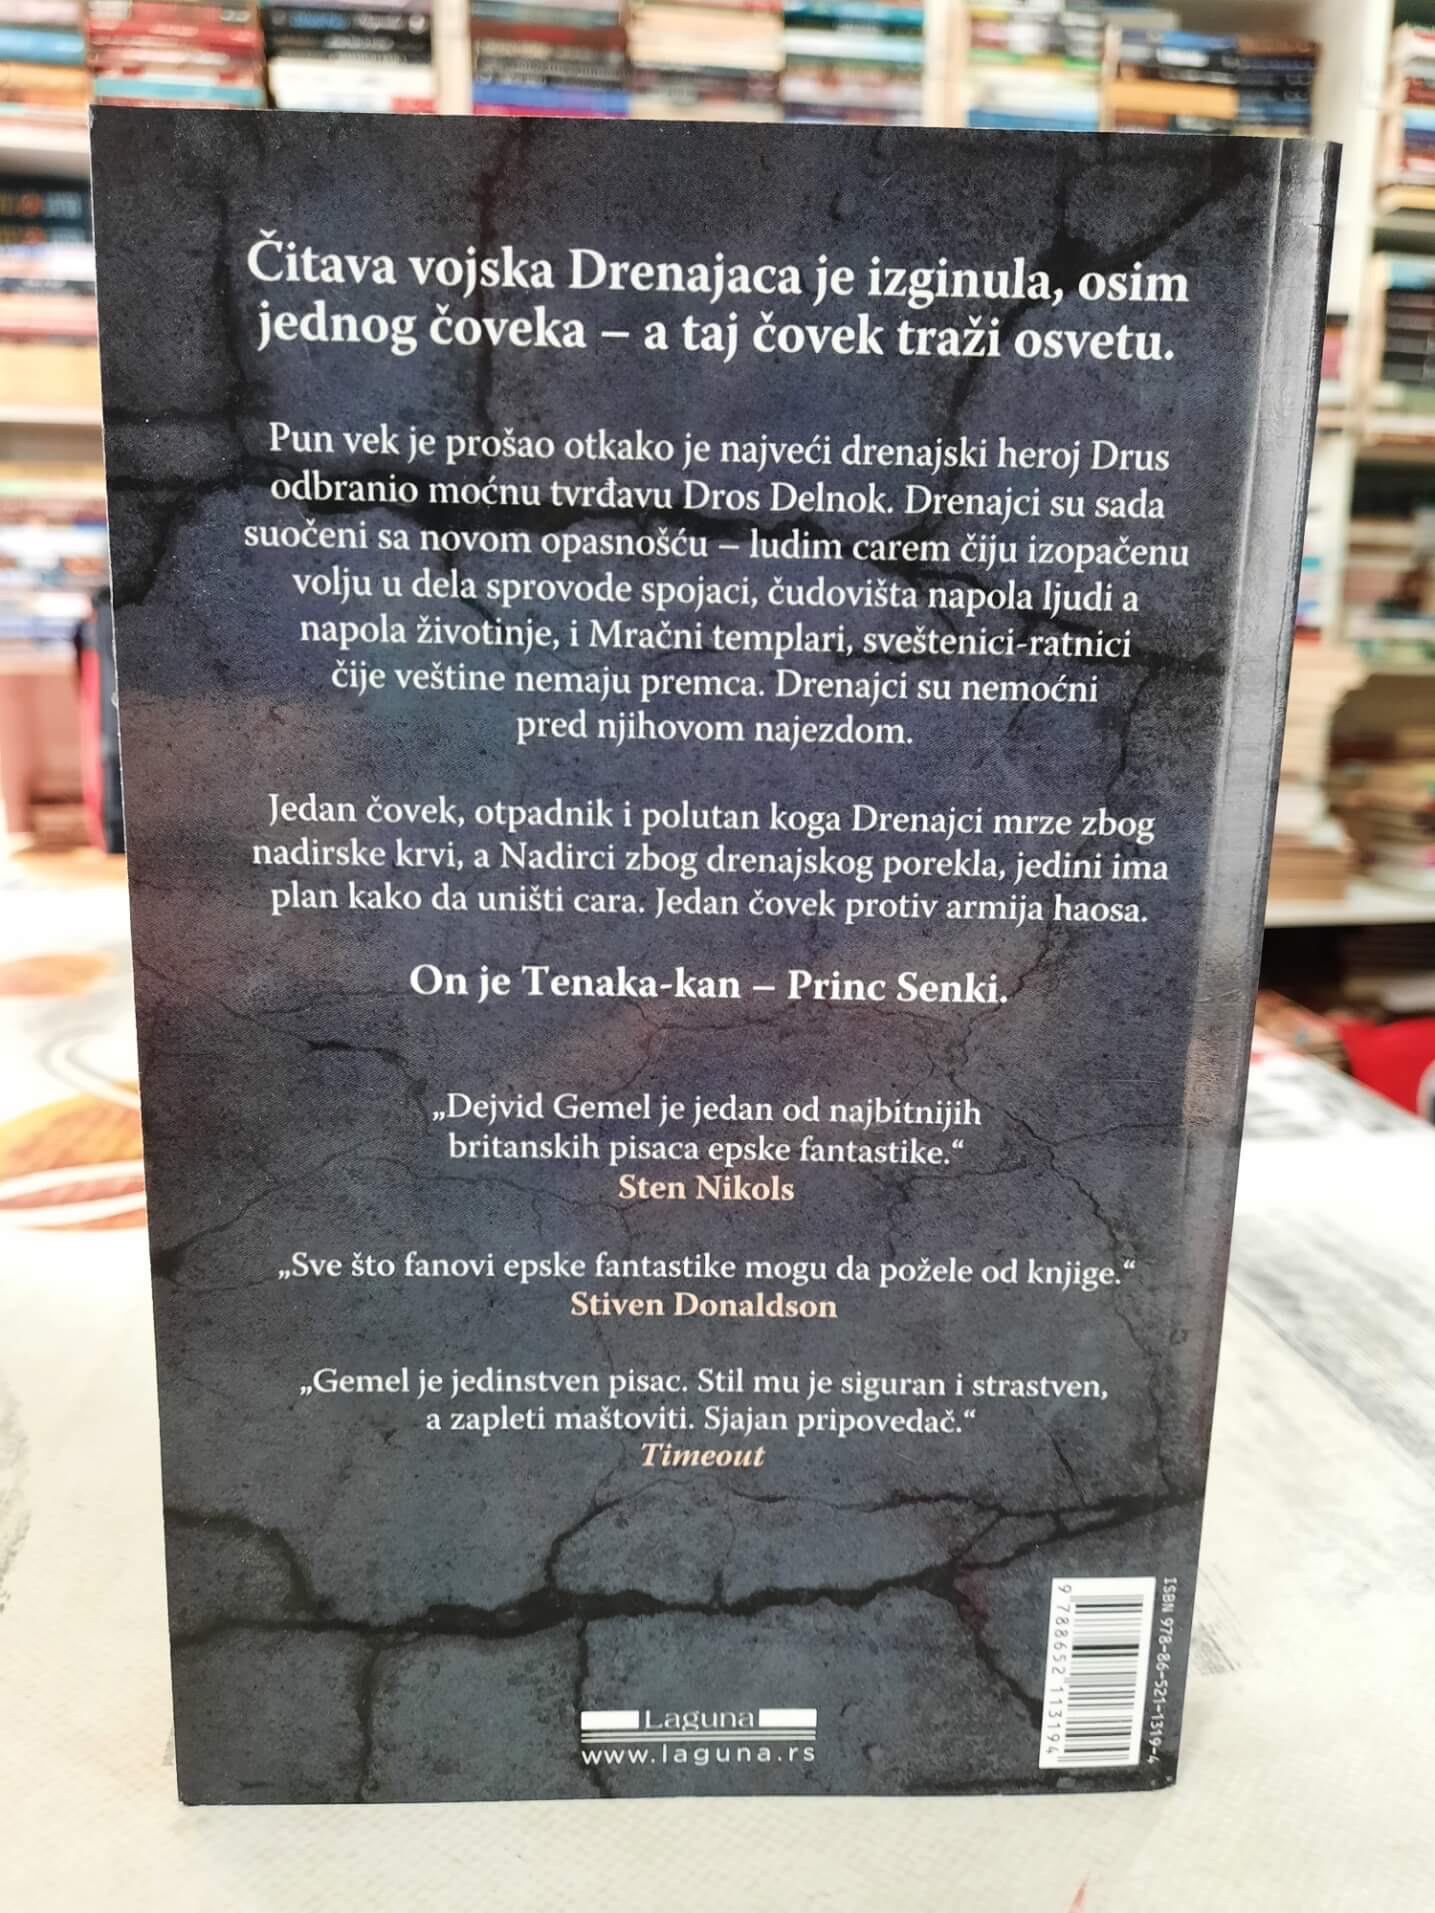 Čitava vojska Drenajaca je izginula, osim
jednog čoveka – a taj čovek traži osvetu.
Pun vek je prošao otkako je najveći drenajski heroj Drus
odbranio moćnu tvrđavu Dros Delnok. Drenajci su sada
suočeni sa novom opasnošću – ludim carem čiju izopačenu
volju u dela sprovode spojaci, čudovišta napola ljudi a
napola životinje, i Mračni templari, sveštenici-ratnici
čije veštine nemaju premca. Drenajci su nemoćni
pred njihovom najezdom.
Jedan čovek, otpadnik i polutan koga Drenajci mrze zbog
nadirske krvi, a Nadirci zbog drenajskog porekla, jedini ima
plan kako da uništi cara. Jedan čovek protiv armija haosa.
On je Tenaka-kan – Princ Senki.
„Dejvid Gemel je jedan od najbitnijih
britanskih pisaca epske fantastike.“
Sten Nikols
„Sve što fanovi epske fantastike mogu da požele od knjige.“
Stiven Donaldson
„Gemel je jedinstven pisac. Stil mu je siguran i strastven,
a zapleti maštoviti. Sjajan pripovedač.“
Timeout
Laguna
www.laguna.rs
ISBN 978-86-521-1319-4
9788652113194